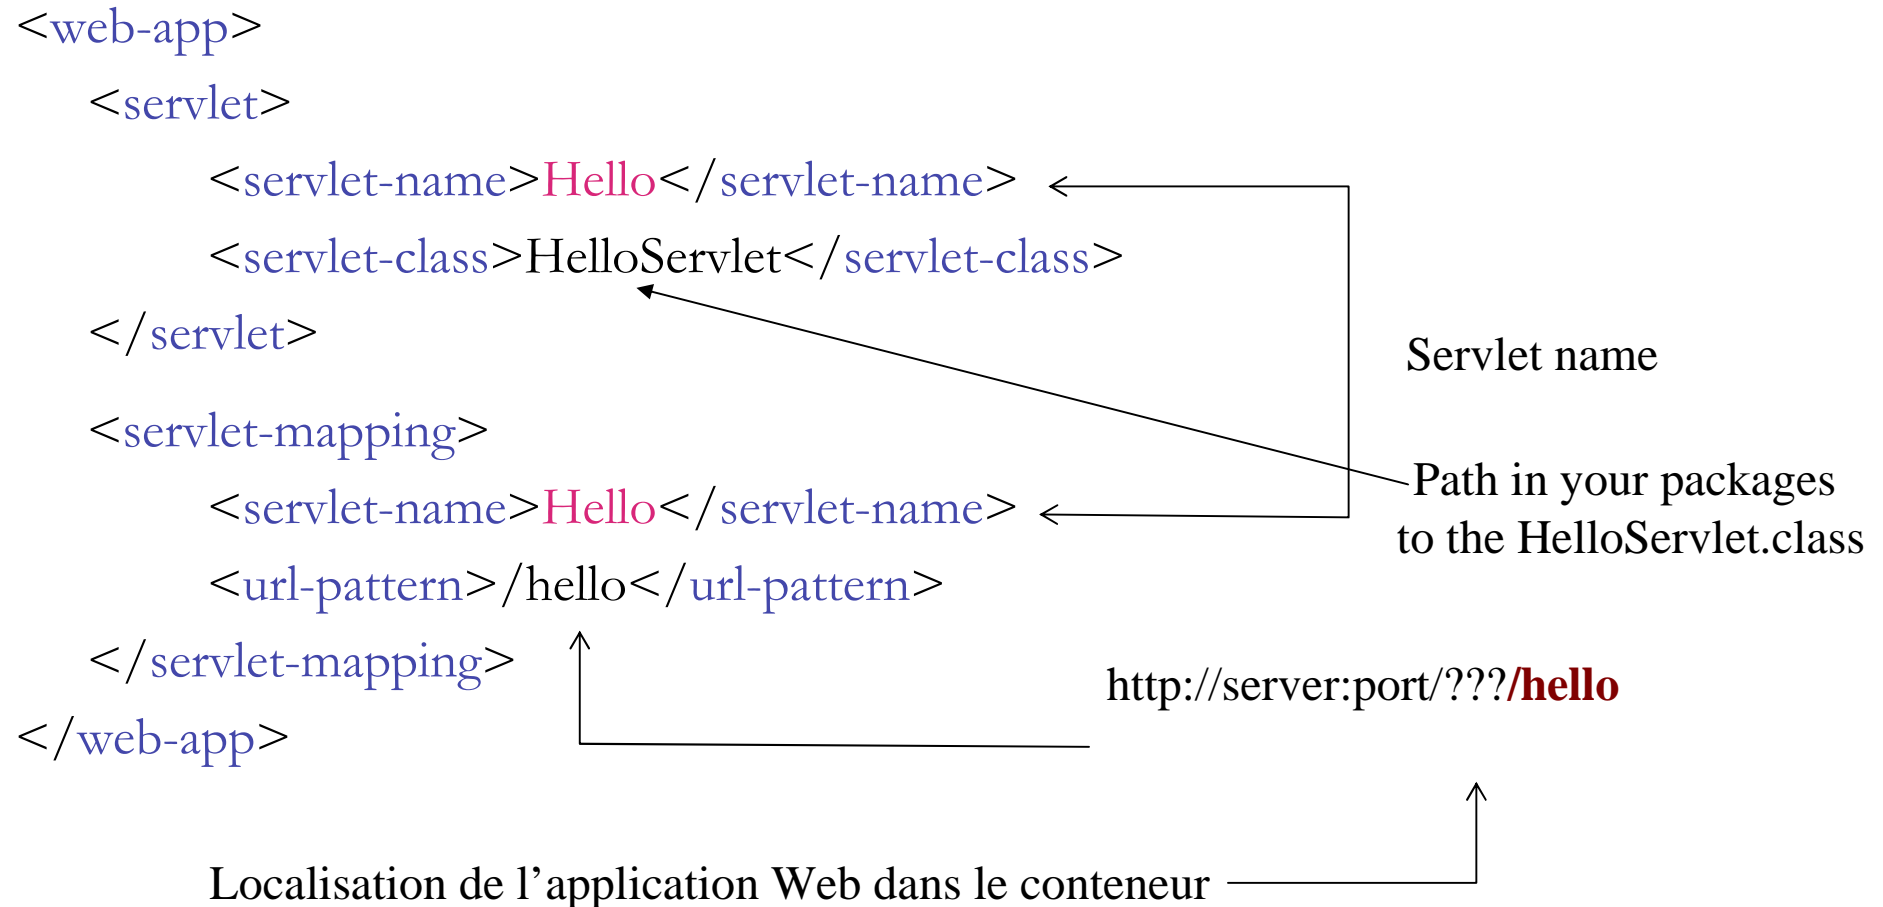 <web-app>
<servlet>
<servlet-name>Hello</servlet-name>
<servlet-class>HelloServlet</servlet-class>
</servlet>
Servlet name
<servlet-mapping>
Path in your packages
<servlet-name>Hello</servlet-name>
to the HelloServlet.class
<url-pattern>/hello</url-pattern>
</servlet-mapping>
http://server:port/???/hello
</web-app>
Localisation de l’application Web dans le conteneur